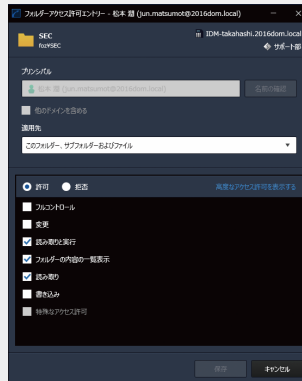 フォルダーアクセス許可エントリー - 松本 潤 (jun.matsumoto@2016dom.local)
SEC
foz¥SEC
IDM-takahashi.2016dom.local
サポート部
プリンシパル
松本 潤 (jun.matsumoto@2016dom.local)
名前の確認
他のドメインを含める
適用先
このフォルダー、サブフォルダーおよびファイル
許可
拒否
高度なアクセス許可を表示する
フルコントロール
変更
読み取りと実行
フォルダーの内容の一覧表示
読み取り
書き込み
特殊なアクセス許可
保存
キャンセル